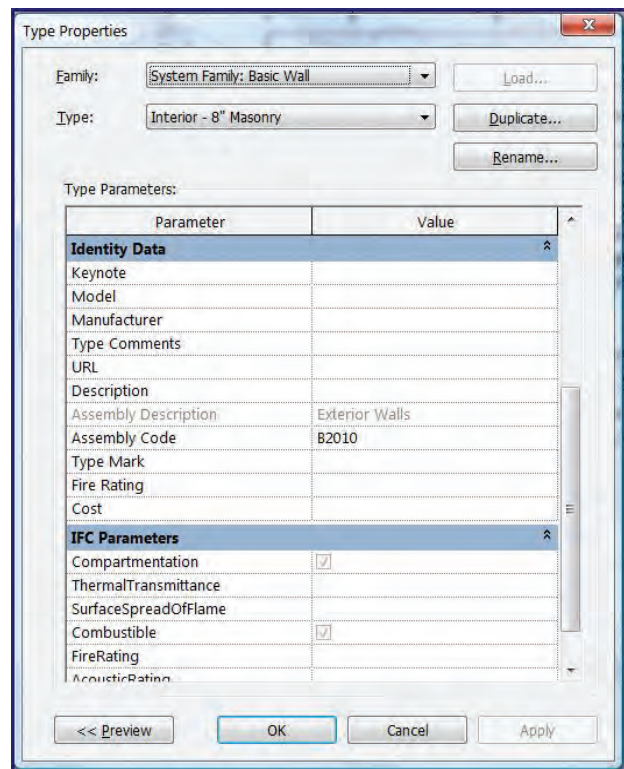 Type Properties
Family: System Family: Basic Wall Load...
Type: Interior - 8" Masonry Duplicate...
Rename...
Type Parameters:
Parameter Value
Identity Data
Keynote
Model
Manufacturer
Type Comments
URL
Description
Assembly Description Exterior Walls
Assembly Code B2010
Type Mark
Fire Rating
Cost
IFC Parameters
Compartmentation
ThermalTransmittance
SurfaceSpreadOfFlame
Combustible
FireRating
AcousticRating
<< Preview OK Cancel Apply